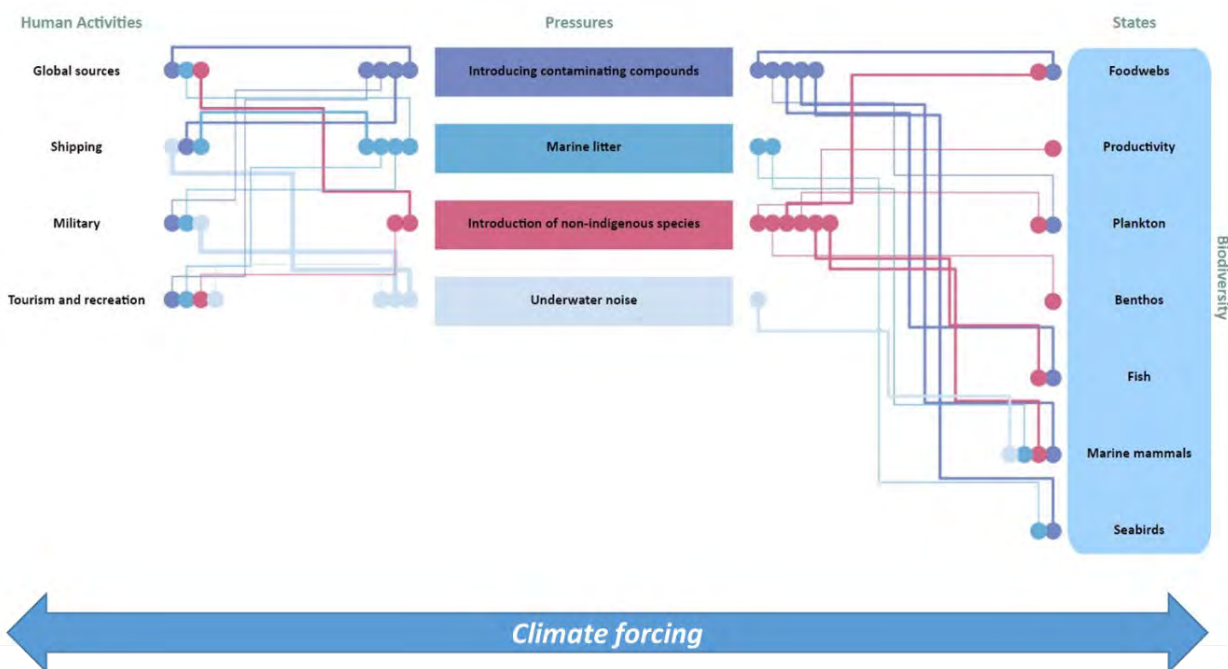 Human Activities
Pressures
States
Global sources
Introducing contaminating compounds
Foodwebs
Shipping
Marine litter
Productivity
Military
Introduction of non-indigenous species
Plankton
Tourism and recreation
Underwater noise
Benthos
Fish
Marine mammals
Seabirds
Biodiversity
Climate forcing